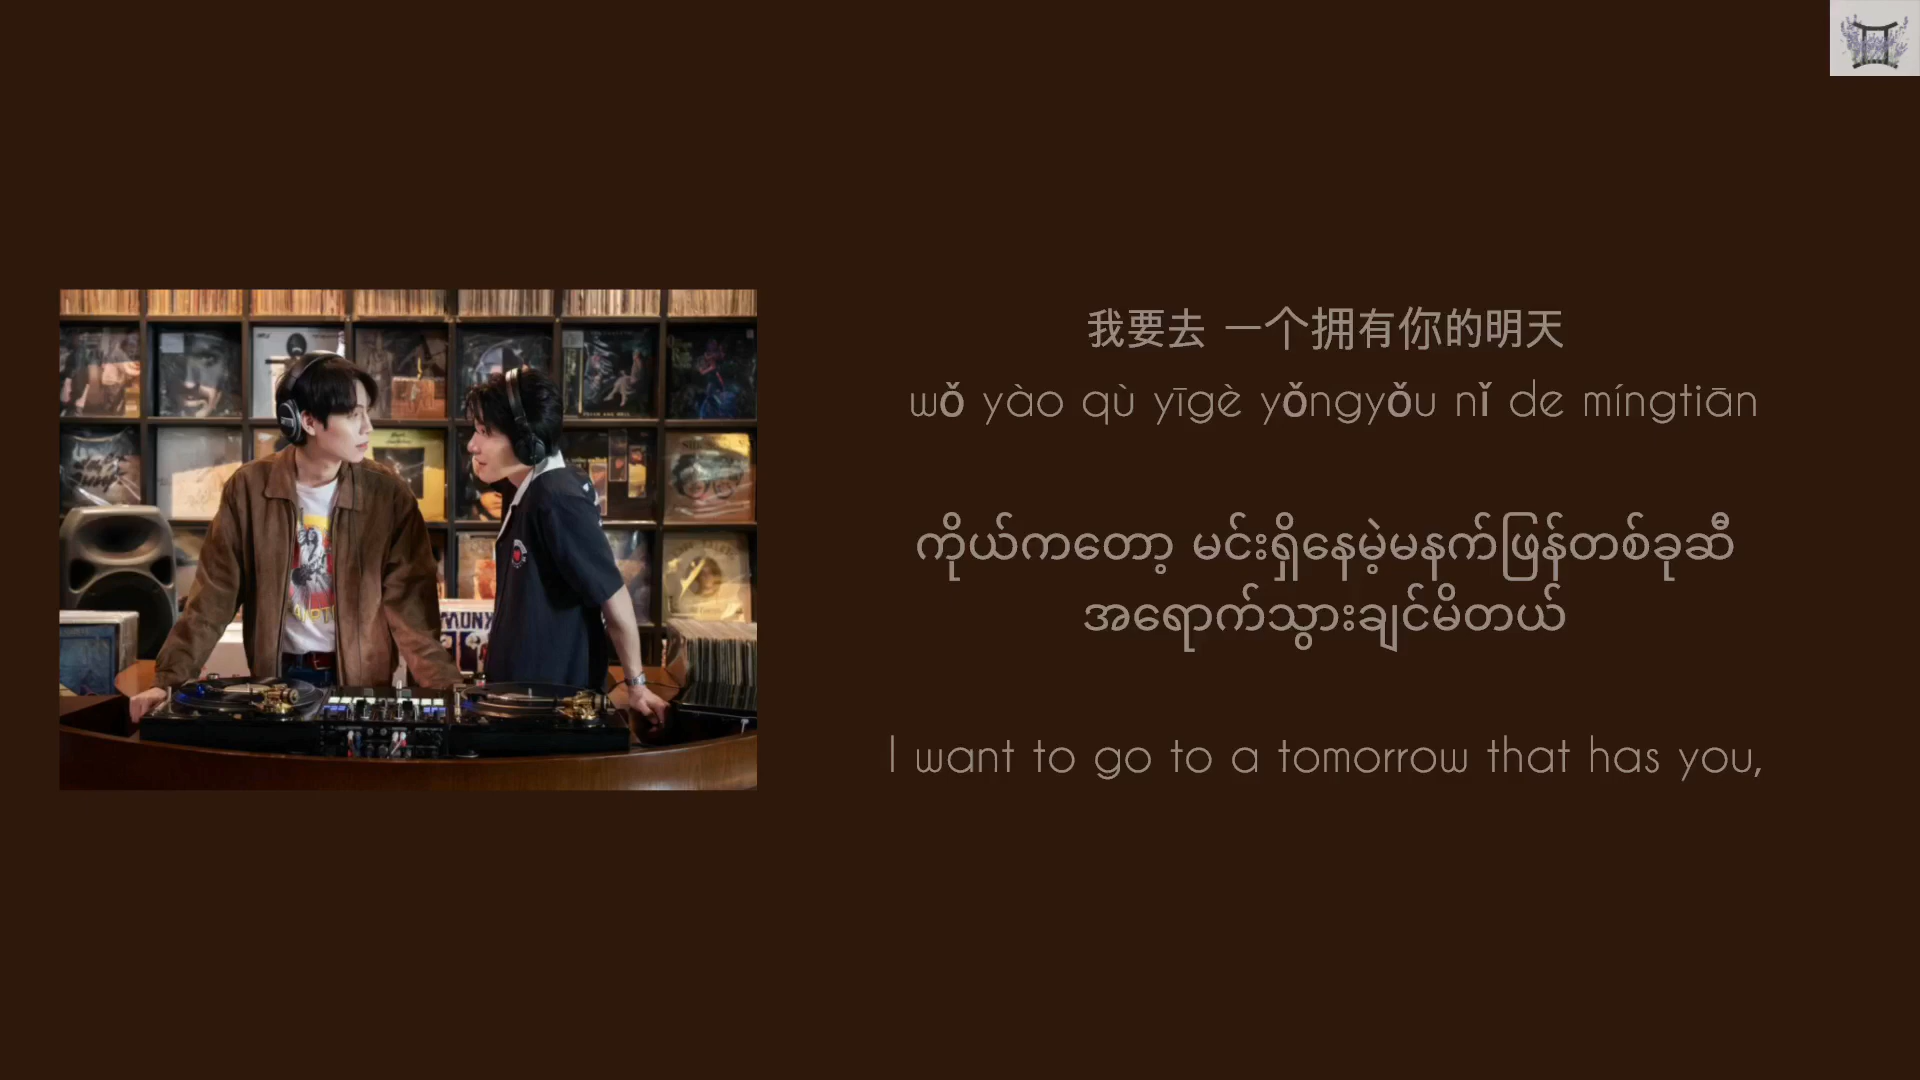 我要去 一个拥有你的明天
wǒ yào qù yīgè yǒngyǒu nǐ de míngtiān
ကိုယ်ကတော့ မင်းရှိနေမဲ့မနက်ဖြန်တစ်ခုဆီ
အရောက်သွားချင်မိတယ်
I want to go to a tomorrow that has you,